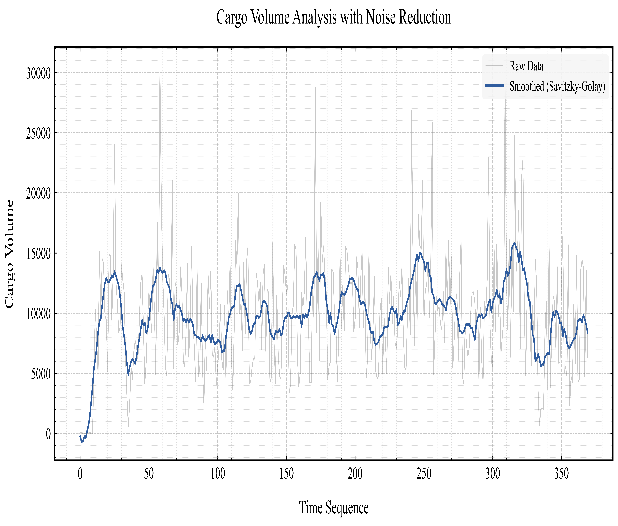 Cargo Volume Analysis with Noise Reduction
Raw Data
Smoothed (Savitzky-Golay)
30000
25000
20000
15000
10000
5000
0
Cargo Volume
0 50 100 150 200 250 300 350
Time Sequence